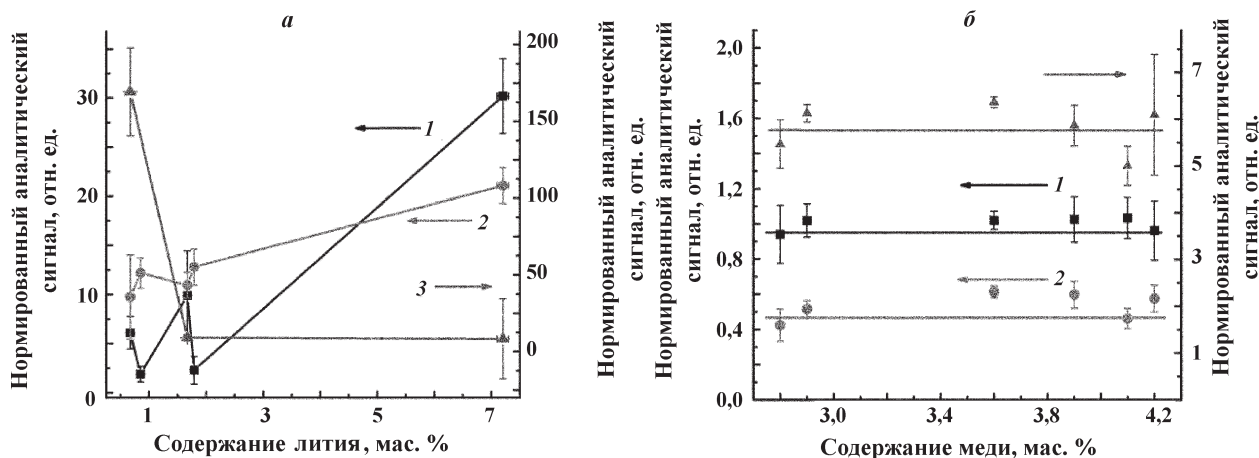 а
Нормированный аналитический
сигнал, отн. ед.
30
20
10
0
200
150
100
50
0
1
2
3
1
3
5
7
Содержание лития, мас. %
Нормированный аналитический
сигнал, отн. ед.
б
Нормированный аналитический
сигнал, отн. ед.
2,0
1,6
1,2
0,8
0,4
0,0
7
5
3
1
1
2
3,0
3,4
3,8
4,2
Содержание меди, мас. %
Нормированный аналитический
сигнал, отн. ед.